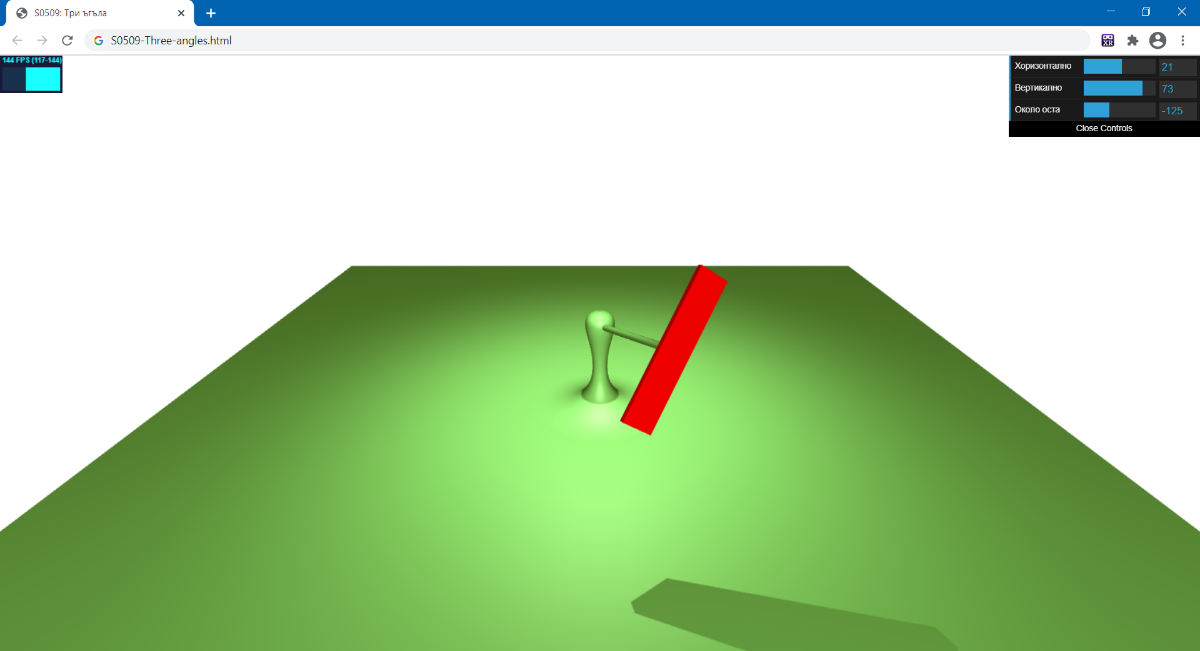 S0509: Три ъгъла
S0509-Three-angles.html
144 FPS (117-144)
Хоризонтално 21
Вертикално 73
Около оста -125
Close Controls